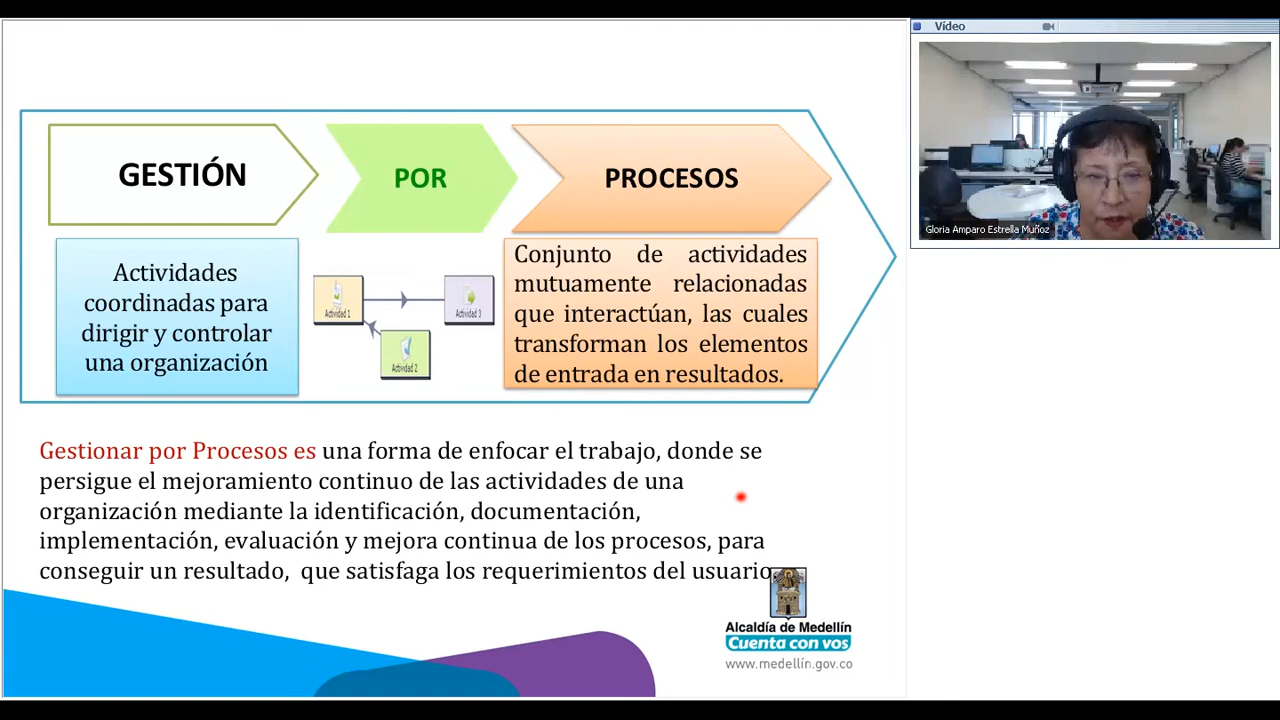 GESTIÓN
POR
PROCESOS
Actividades
coordinadas para
dirigir y controlar
una organización
Actividad 1
Actividad 3
Actividad 2
Conjunto de actividades
mutuamente relacionadas
que interactúan, las cuales
transforman los elementos
de entrada en resultados.
Gestionar por Procesos es una forma de enfocar el trabajo, donde se
persigue el mejoramiento continuo de las actividades de una
organización mediante la identificación, documentación,
implementación, evaluación y mejora continua de los procesos, para
conseguir un resultado, que satisfaga los requerimientos del usuario.
Alcaldía de Medellín
Cuenta con vos
www.medellín.gov.co
Vídeo
Gloria Amparo Estrella Muñoz